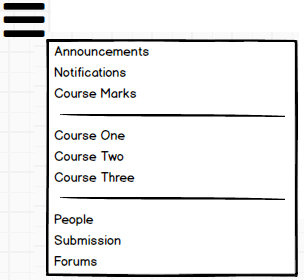 Announcements
Notifications
Course Marks
Course One
Course Two
Course Three
People
Submission
Forums